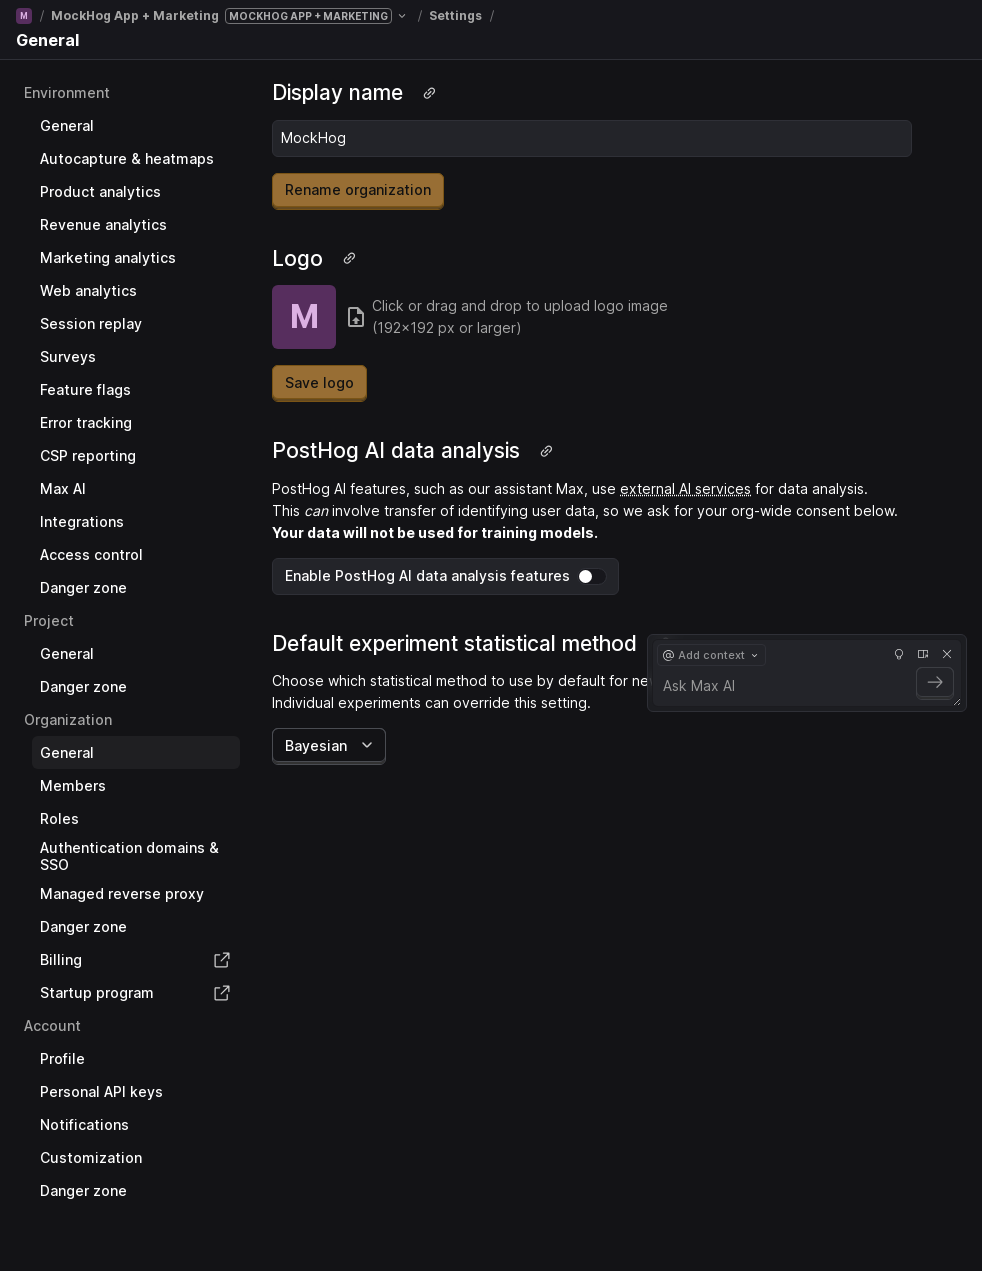 M / MockHog App + Marketing MOCKHOG APP + MARKETING / Settings /
General
Environment
General
Autocapture & heatmaps
Product analytics
Revenue analytics
Marketing analytics
Web analytics
Session replay
Surveys
Feature flags
Error tracking
CSP reporting
Max AI
Integrations
Access control
Danger zone
Project
General
Danger zone
Organization
General
Members
Roles
Authentication domains &
SSO
Managed reverse proxy
Danger zone
Billing
Startup program
Account
Profile
Personal API keys
Notifications
Customization
Danger zone
Display name
MockHog
Rename organization
Logo
M
Click or drag and drop to upload logo image
(192×192 px or larger)
Save logo
PostHog AI data analysis
PostHog AI features, such as our assistant Max, use external AI services for data analysis.
This can involve transfer of identifying user data, so we ask for your org-wide consent below.
Your data will not be used for training models.
Enable PostHog AI data analysis features
Default experiment statistical method
Choose which statistical method to use by default for
Individual experiments can override this setting.
Bayesian
@ Add context
Ask Max AI